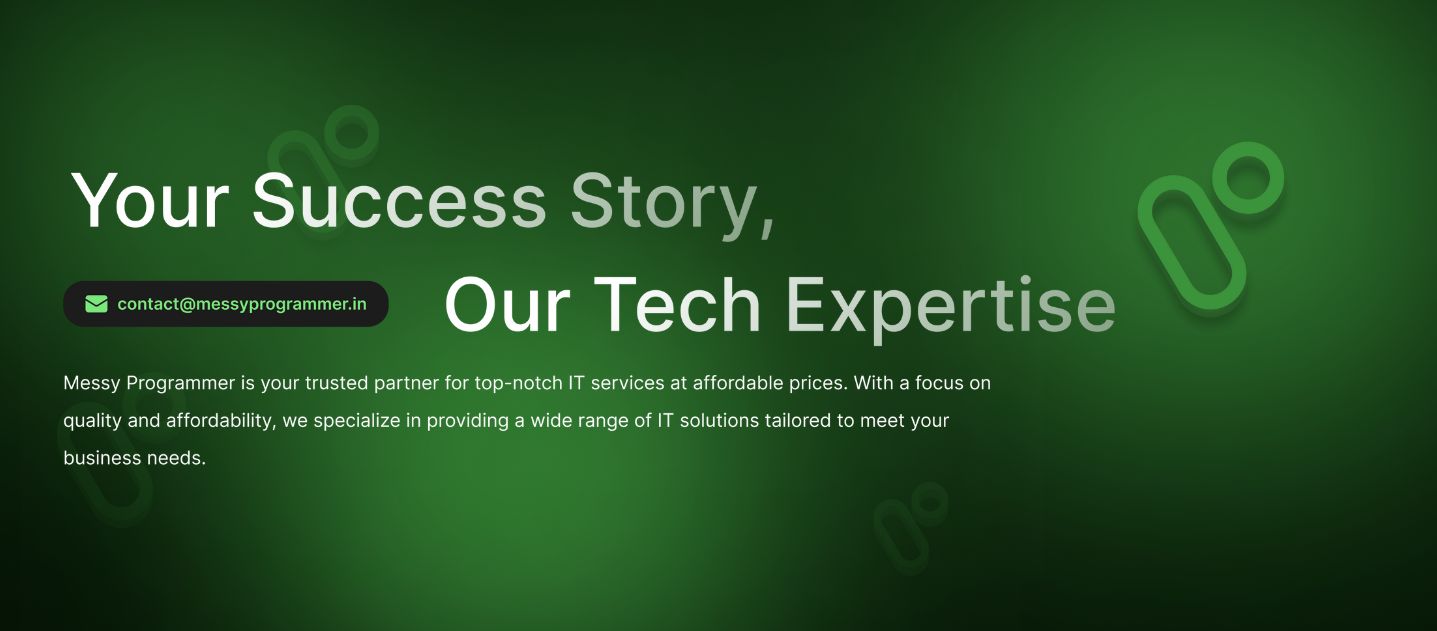 Your Success Story,
contact@messyprogrammer.in
Our Tech Expertise
Messy Programmer is your trusted partner for top-notch IT services at affordable prices. With a focus on
quality and affordability, we specialize in providing a wide range of IT solutions tailored to meet your
business needs.